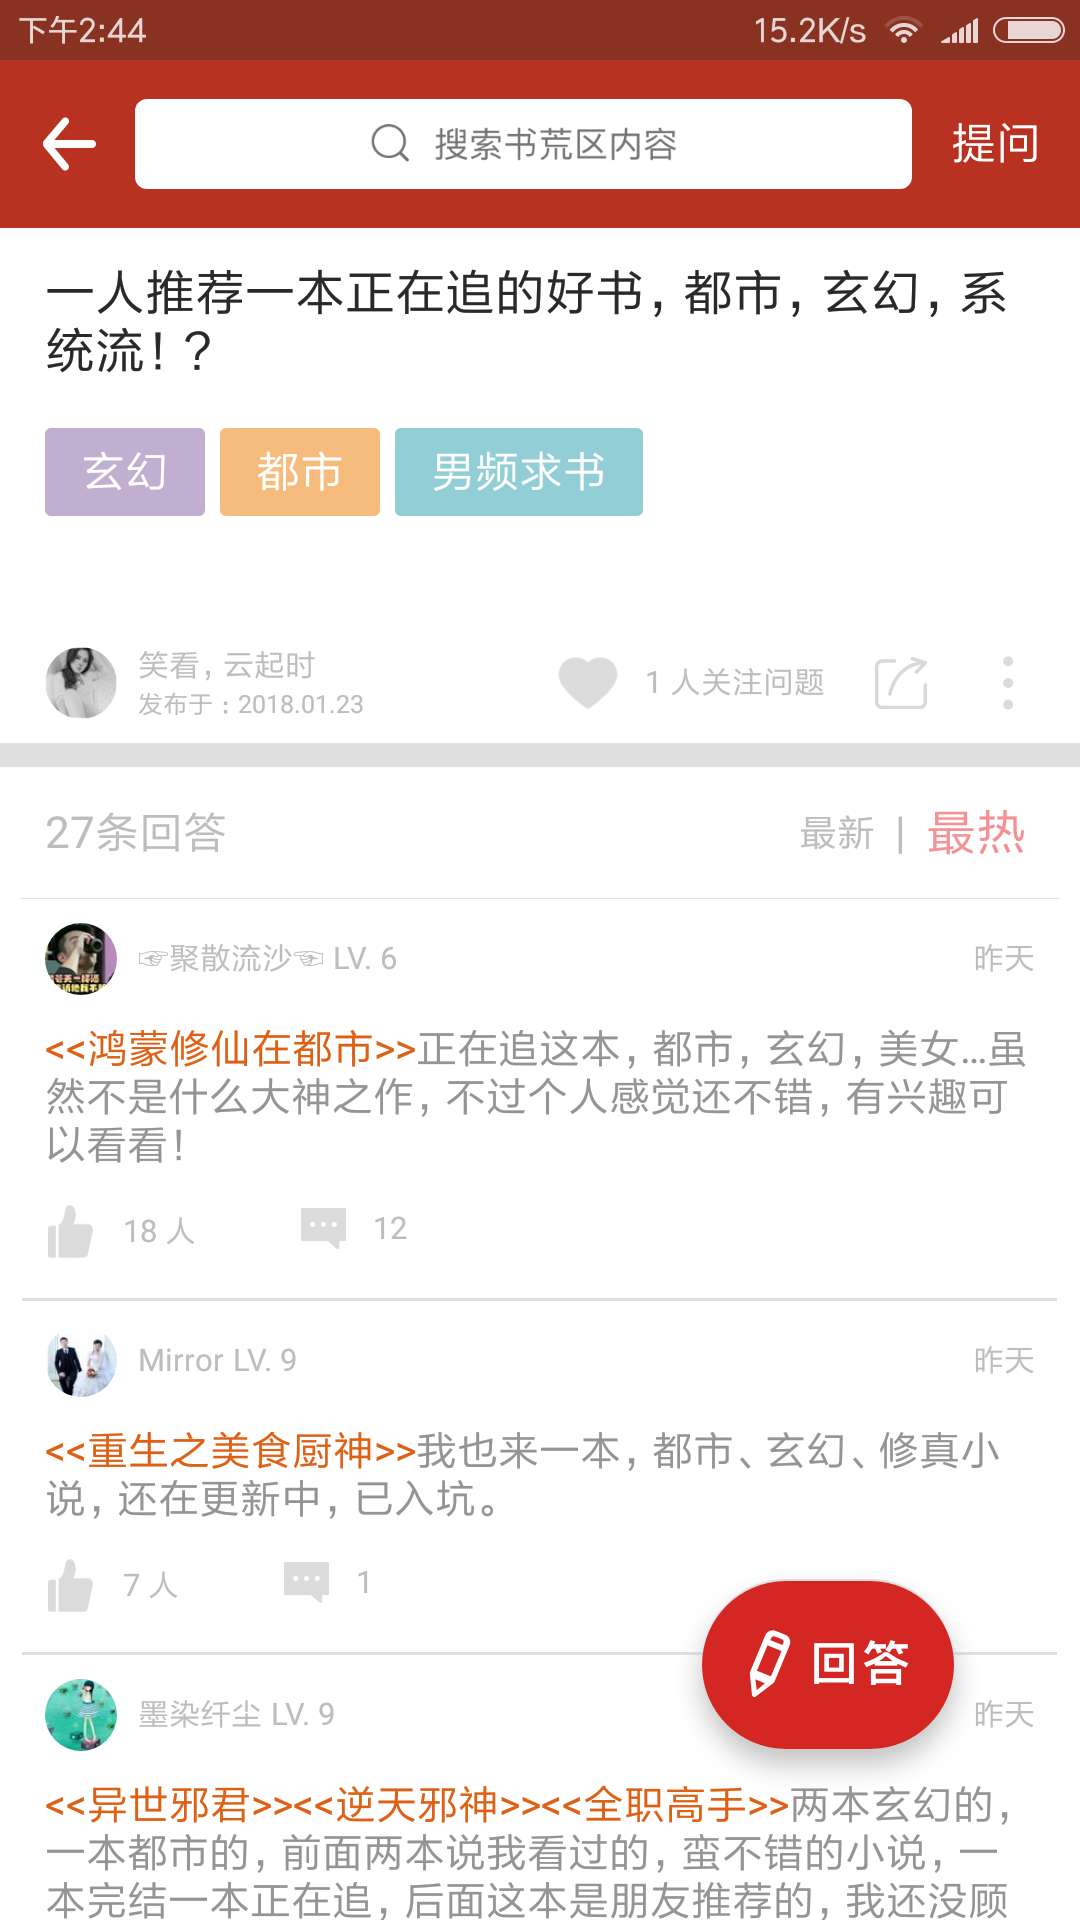 下午2:44
15.2K/s
搜索书荒区内容
提问
一人推荐一本正在追的好书，都市，玄幻，系
统流！？
玄幻 都市 男频求书
笑看，云起时
发布于：2018.01.23
1 人关注问题
27条回答
最新 | 最热
☞聚散流沙☜ LV. 6
昨天
<<鸿蒙修仙在都市>>正在追这本，都市，玄幻，美女...虽
然不是什么大神之作，不过个人感觉还不错，有兴趣可
以看看！
18 人
12
Mirror LV. 9
昨天
<<重生之美食厨神>>我也来一本，都市、玄幻、修真小
说，还在更新中，已入坑。
7 人
1
回答
墨染纤尘 LV. 9
昨天
<<异世邪君>><<逆天邪神>><<全职高手>>两本玄幻的，
一本都市的，前面两本说我看过的，蛮不错的小说，一
本完结一本正在追，后面这本是朋友推荐的，我还没顾